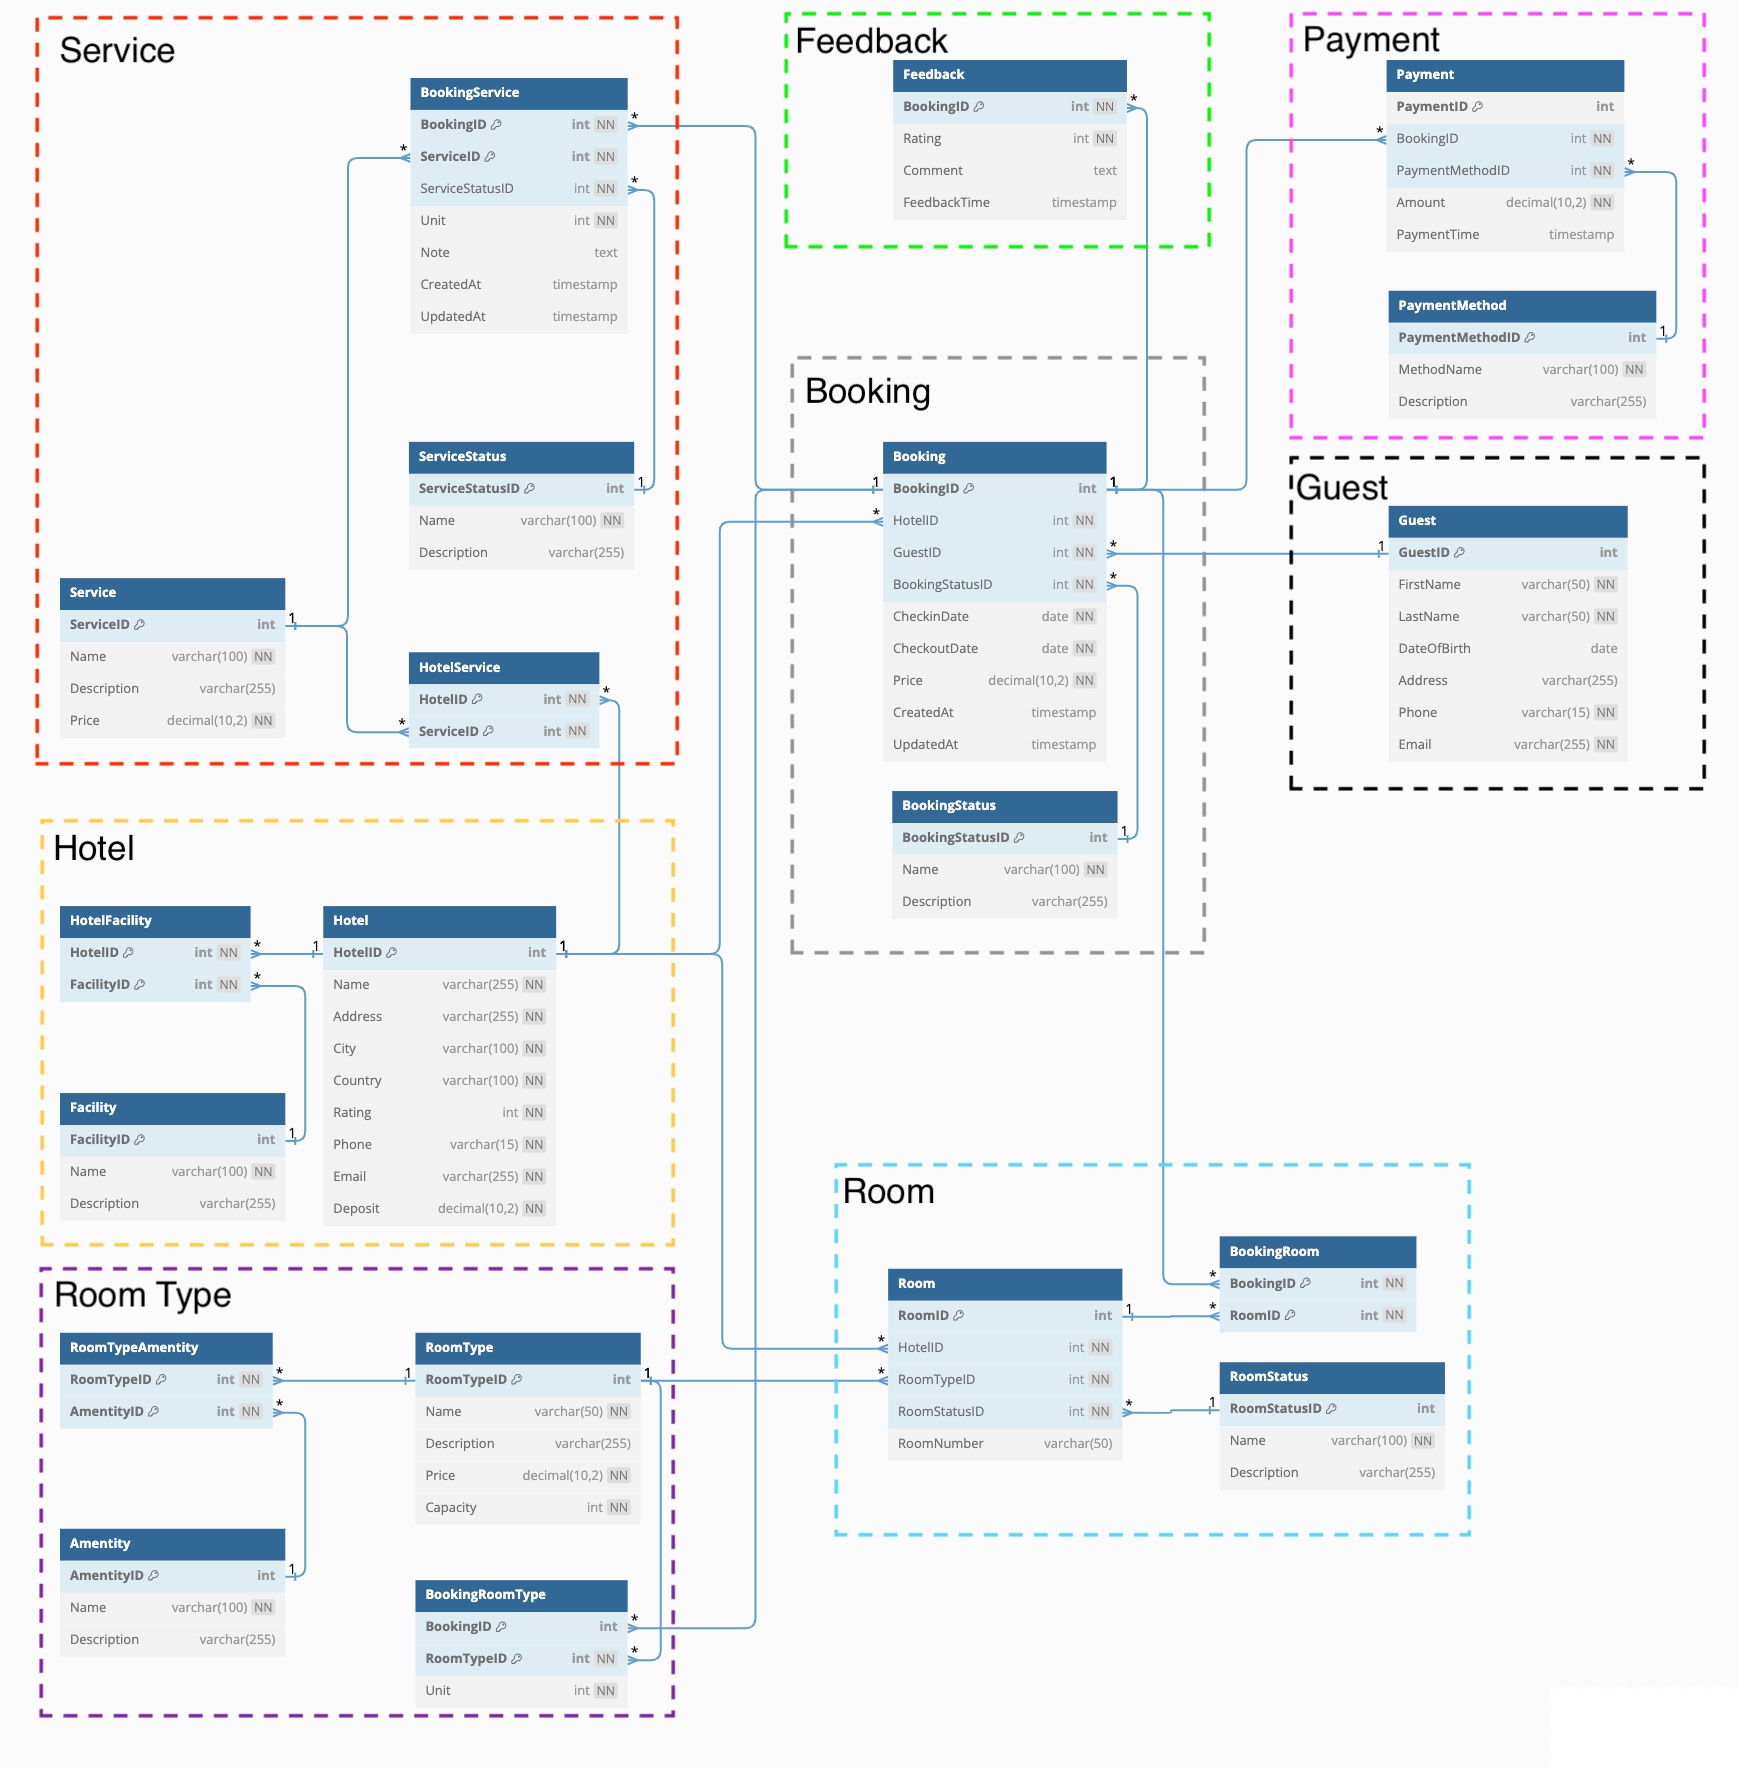 Service
BookingService
BookingID int NN
ServiceID int NN
ServiceStatusID int NN
Unit int NN
Note text
CreatedAt timestamp
UpdatedAt timestamp
ServiceStatus
ServiceStatusID int
Name varchar(100) NN
Description varchar(255)
Service
ServiceID int
Name varchar(100) NN
Description varchar(255)
Price decimal(10,2) NN
HotelService
HotelID int NN
ServiceID int NN
* * * 1 1 * *
Feedback
Feedback
BookingID int NN
Rating int NN
Comment text
FeedbackTime timestamp
*
Payment
Payment
PaymentID int
BookingID int NN
PaymentMethodID int NN
Amount decimal(10,2) NN
PaymentTime timestamp
PaymentMethod
PaymentMethodID int
MethodName varchar(100) NN
Description varchar(255)
* * 1
Booking
Booking
BookingID int
HotelID int NN
GuestID int NN
BookingStatusID int NN
CheckinDate date NN
CheckoutDate date NN
Price decimal(10,2) NN
CreatedAt timestamp
UpdatedAt timestamp
BookingStatus
BookingStatusID int
Name varchar(100) NN
Description varchar(255)
1 1 * * * 1
Guest
Guest
GuestID int
FirstName varchar(50) NN
LastName varchar(50) NN
DateOfBirth date
Address varchar(255)
Phone varchar(15) NN
Email varchar(255) NN
1
Hotel
HotelFacility
HotelID int NN
FacilityID int NN
Hotel
HotelID int
Name varchar(255) NN
Address varchar(255) NN
City varchar(100) NN
Country varchar(100) NN
Rating int NN
Phone varchar(15) NN
Email varchar(255) NN
Deposit decimal(10,2) NN
Facility
FacilityID int
Name varchar(100) NN
Description varchar(255)
* 1 1 * 1
Room Type
RoomTypeAmentity
RoomTypeID int NN
AmentityID int NN
RoomType
RoomTypeID int
Name varchar(50) NN
Description varchar(255)
Price decimal(10,2) NN
Capacity int NN
Amentity
AmentityID int
Name varchar(100) NN
Description varchar(255)
BookingRoomType
BookingID int
RoomTypeID int NN
Unit int NN
* 1 1 * 1 * *
Room
Room
RoomID int
HotelID int NN
RoomTypeID int NN
RoomStatusID int NN
RoomNumber varchar(50)
BookingRoom
BookingID int NN
RoomID int NN
RoomStatus
RoomStatusID int
Name varchar(100) NN
Description varchar(255)
* 1 * * * * 1